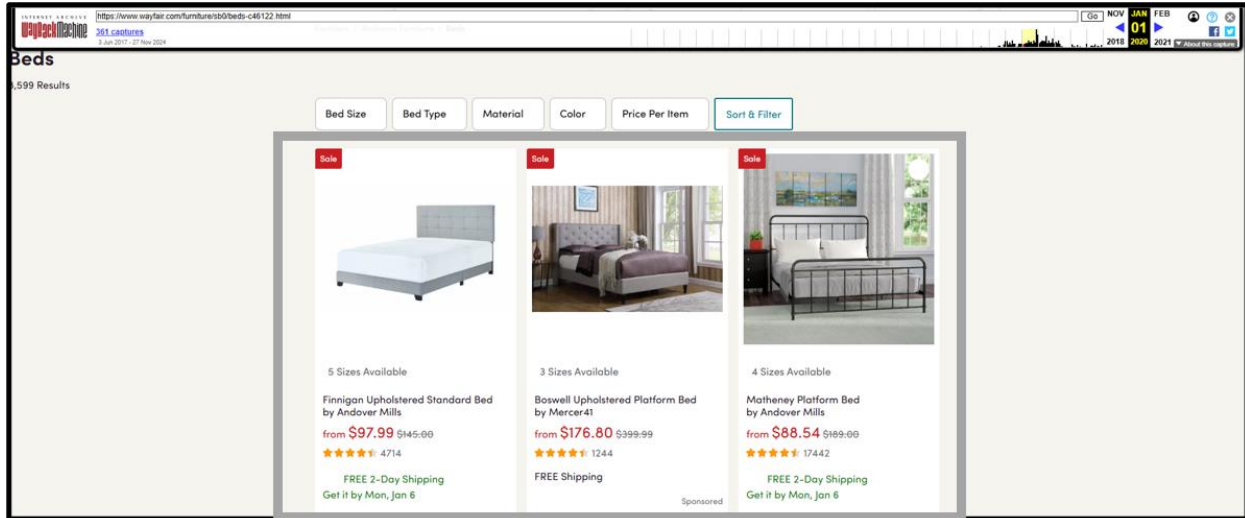 INTERNET ARCHIVE
WayBackMachine
https://www.wayfair.com/furniture/sb0/beds-c46122.html
Go
NOV JAN FEB
361 captures
01
3 Jun 2017 - 27 Nov 2024
2018 2020 2021
About this capture
Beds
,599 Results
Bed Size
Bed Type
Material
Color
Price Per Item
Sort & Filter
Sale
5 Sizes Available
Finnigan Upholstered Standard Bed
by Andover Mills
from $97.99 $145.00
4714
FREE 2-Day Shipping
Get it by Mon, Jan 6
Sale
3 Sizes Available
Boswell Upholstered Platform Bed
by Mercer41
from $176.80 $399.99
1244
FREE Shipping
Sponsored
Sale
4 Sizes Available
Matheney Platform Bed
by Andover Mills
from $88.54 $189.00
17442
FREE 2-Day Shipping
Get it by Mon, Jan 6